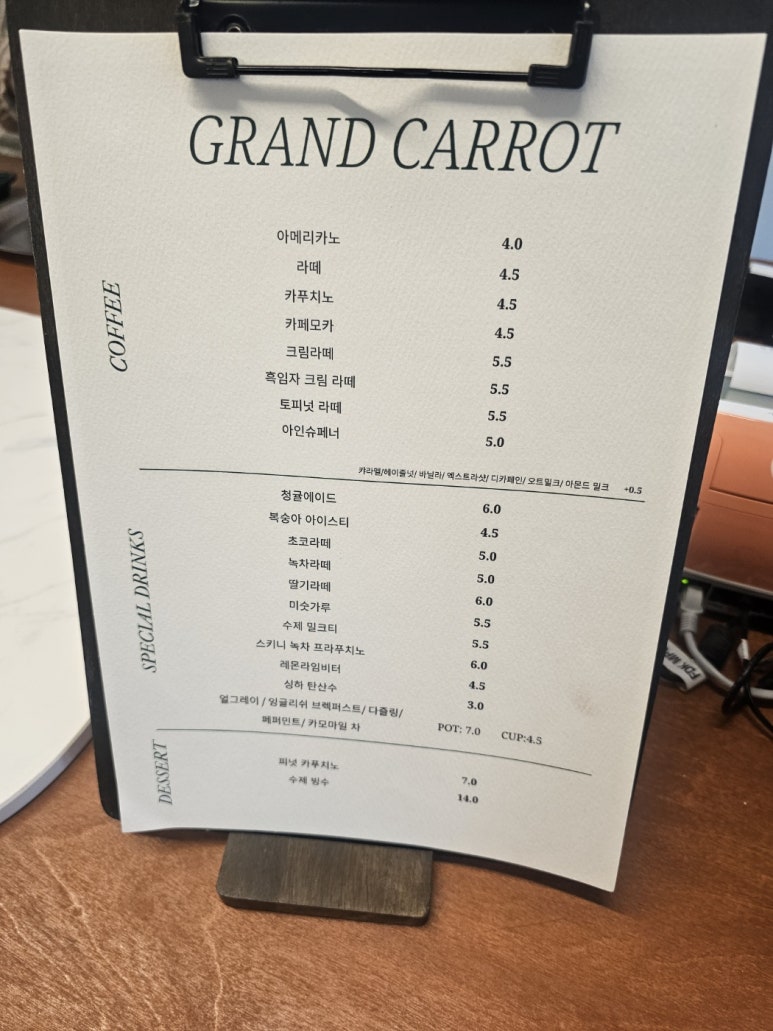 GRAND CARROT
COFFEE
아메리카노 4.0
라떼 4.5
카푸치노 4.5
카페모카 4.5
크림라떼 5.5
흑임자 크림 라떼 5.5
토피넛 라떼 5.5
아인슈페너 5.0
카라멜/헤이즐넛/ 바닐라/ 엑스트라샷/ 디카페인/ 오트밀크/ 아몬드 밀크 +0.5
SPECIAL DRINKS
청귤에이드 6.0
복숭아 아이스티 4.5
초코라떼 5.0
녹차라떼 5.0
딸기라떼 6.0
미숫가루 5.5
수제 밀크티 5.5
스키니 녹차 프라푸치노 6.0
레몬라임비터 4.5
싱하 탄산수 3.0
얼그레이 / 잉글리쉬 브렉퍼스트/ 다즐링/
페퍼민트/ 카모마일 차 POT: 7.0 CUP:4.5
DESSERT
피넛 카푸치노 7.0
수제 빙수 14.0